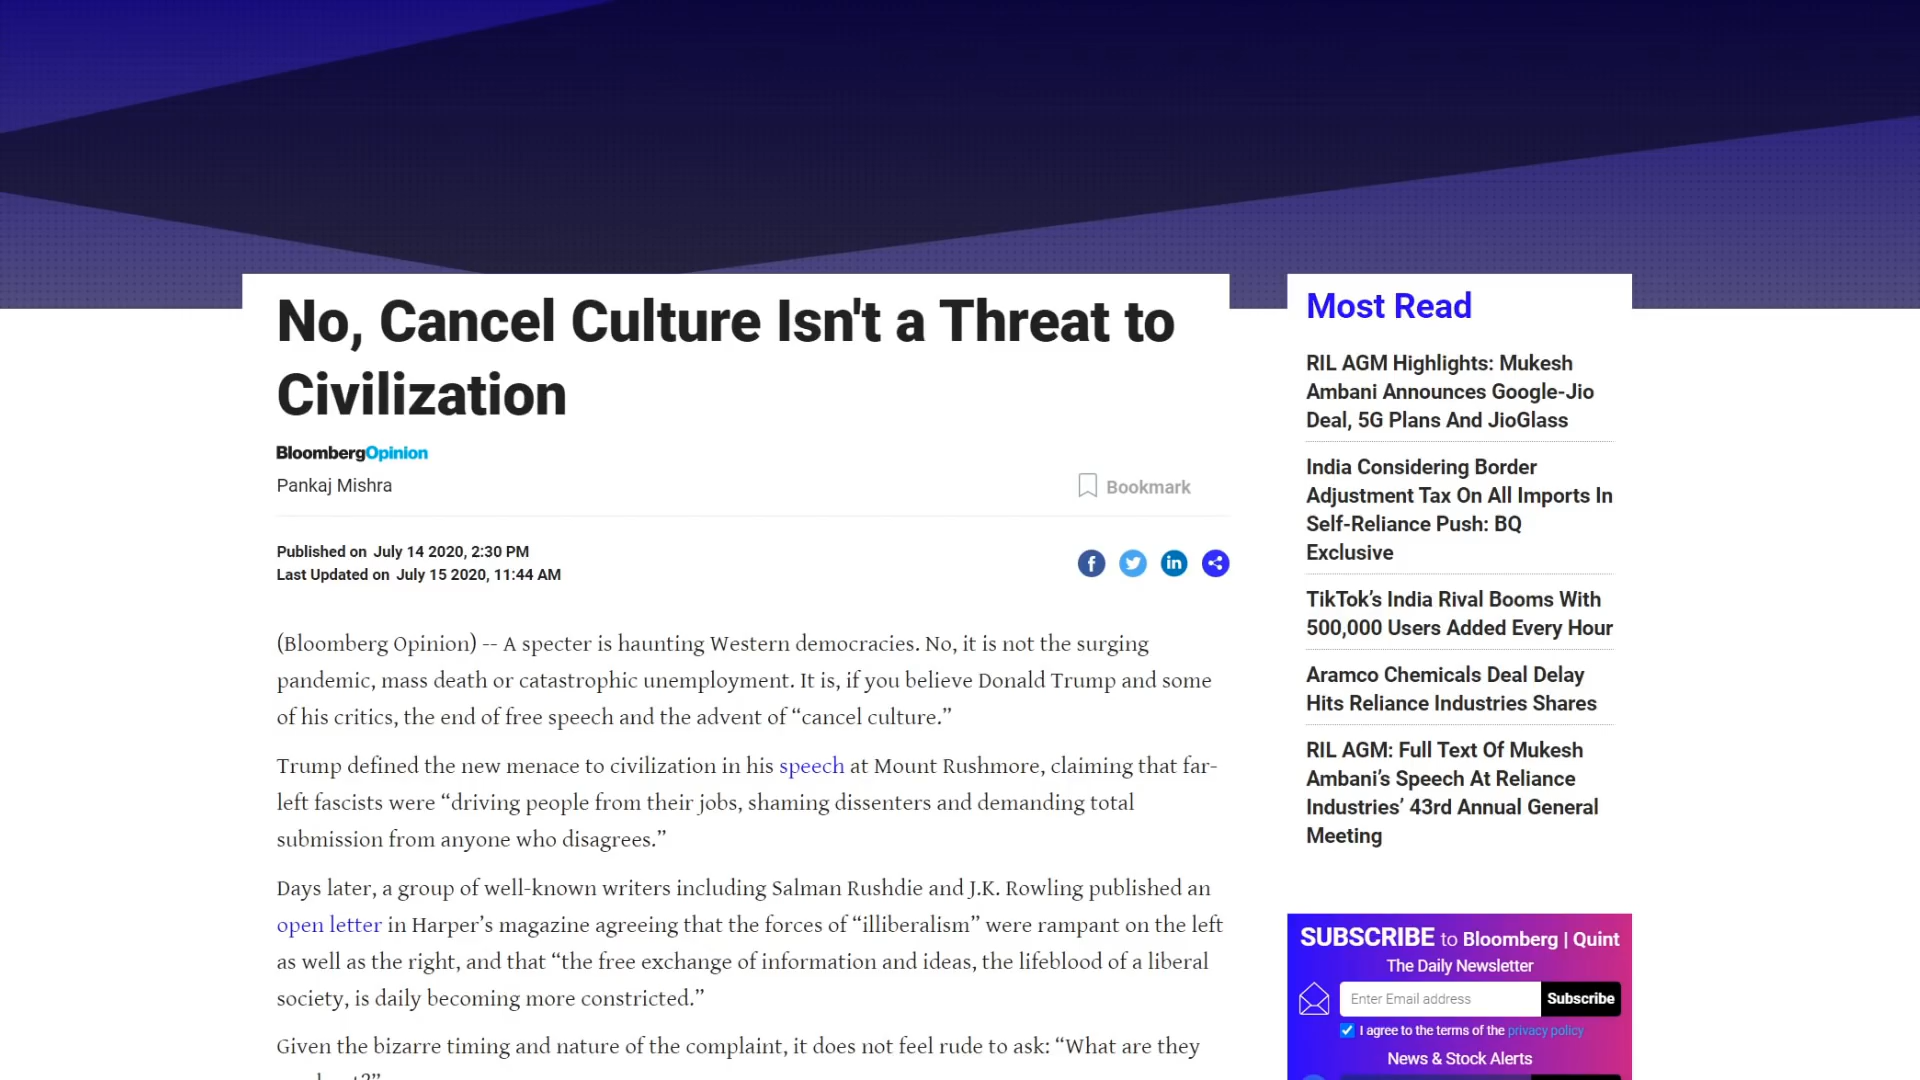 No, Cancel Culture Isn't a Threat to
Civilization
BloombergOpinion
Pankaj Mishra
Bookmark
Published on July 14 2020, 2:30 PM
Last Updated on July 15 2020, 11:44 AM
(Bloomberg Opinion) -- A specter is haunting Western democracies. No, it is not the surging
pandemic, mass death or catastrophic unemployment. It is, if you believe Donald Trump and some
of his critics, the end of free speech and the advent of “cancel culture.”
Trump defined the new menace to civilization in his speech at Mount Rushmore, claiming that far-
left fascists were “driving people from their jobs, shaming dissenters and demanding total
submission from anyone who disagrees.”
Days later, a group of well-known writers including Salman Rushdie and J.K. Rowling published an
open letter in Harper’s magazine agreeing that the forces of “illiberalism” were rampant on the left
as well as the right, and that “the free exchange of information and ideas, the lifeblood of a liberal
society, is daily becoming more constricted.”
Given the bizarre timing and nature of the complaint, it does not feel rude to ask: “What are they
Most Read
RIL AGM Highlights: Mukesh
Ambani Announces Google-Jio
Deal, 5G Plans And JioGlass
India Considering Border
Adjustment Tax On All Imports In
Self-Reliance Push: BQ
Exclusive
TikTok’s India Rival Booms With
500,000 Users Added Every Hour
Aramco Chemicals Deal Delay
Hits Reliance Industries Shares
RIL AGM: Full Text Of Mukesh
Ambani’s Speech At Reliance
Industries’ 43rd Annual General
Meeting
SUBSCRIBE to Bloomberg | Quint
The Daily Newsletter
Enter Email address
Subscribe
I agree to the terms of the privacy policy
News & Stock Alerts